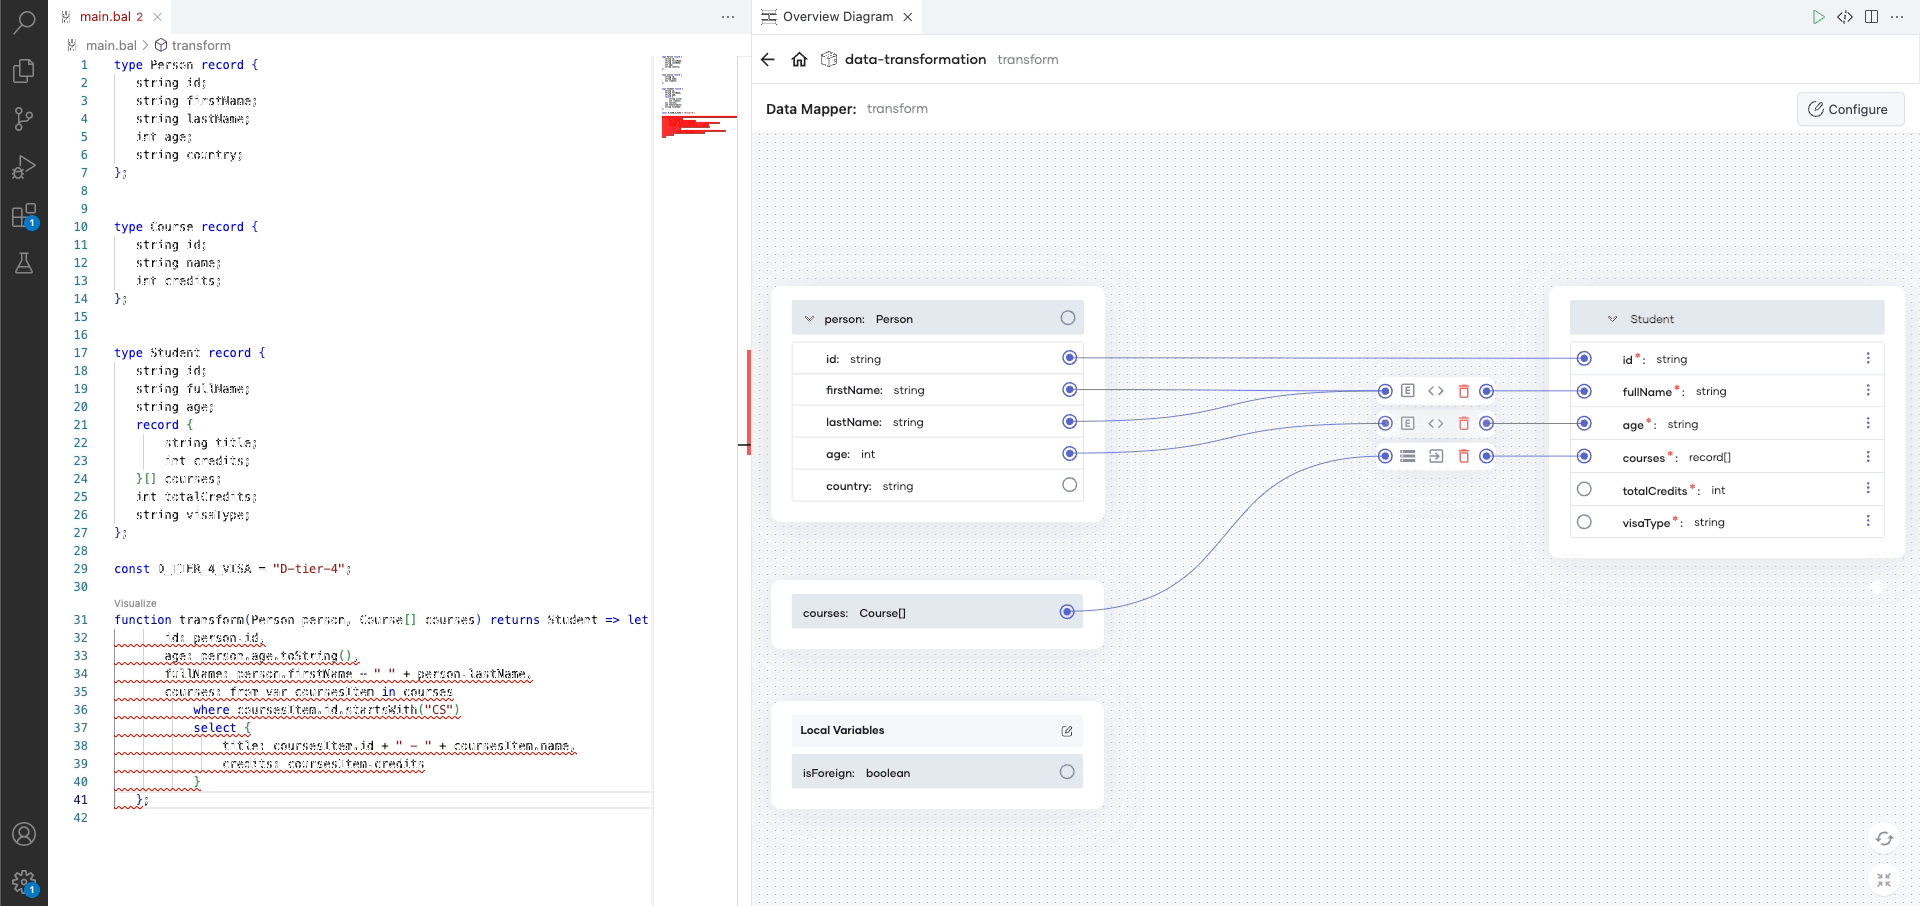 main.bal 2
main.bal > transform
1 type Person record {
2 string id;
3 string firstName;
4 string lastName;
5 int age;
6 string country;
7 };
8
9
10 type Course record {
11 string id;
12 string name;
13 int credits;
14 };
15
16
17 type Student record {
18 string id;
19 string fullName;
20 string age;
21 record {
22 string title;
23 int credits;
24 }[] courses;
25 int totalCredits;
26 string visaType;
27 };
28
29 const D_TIER_4_VISA = "D-tier-4";
30
Visualize
31 function transform(Person person, Course[] courses) returns Student => let
32 id: person.id,
33 age: person.age.toString(),
34 fullName: person.firstName + " " + person.lastName,
35 courses: from var coursesItem in courses
36 where coursesItem.id.startsWith("CS")
37 select {
38 title: coursesItem.id + " - " + coursesItem.name,
39 credits: coursesItem.credits
40 }
41 };
42
1
1
Overview Diagram
data-transformation transform
Data Mapper: transform
Configure
person: Person
id: string
firstName: string
lastName: string
age: int
country: string
courses: Course[]
Local Variables
isForeign: boolean
E
E
Student
id*: string
fullName*: string
age*: string
courses*: record[]
totalCredits*: int
visaType*: string